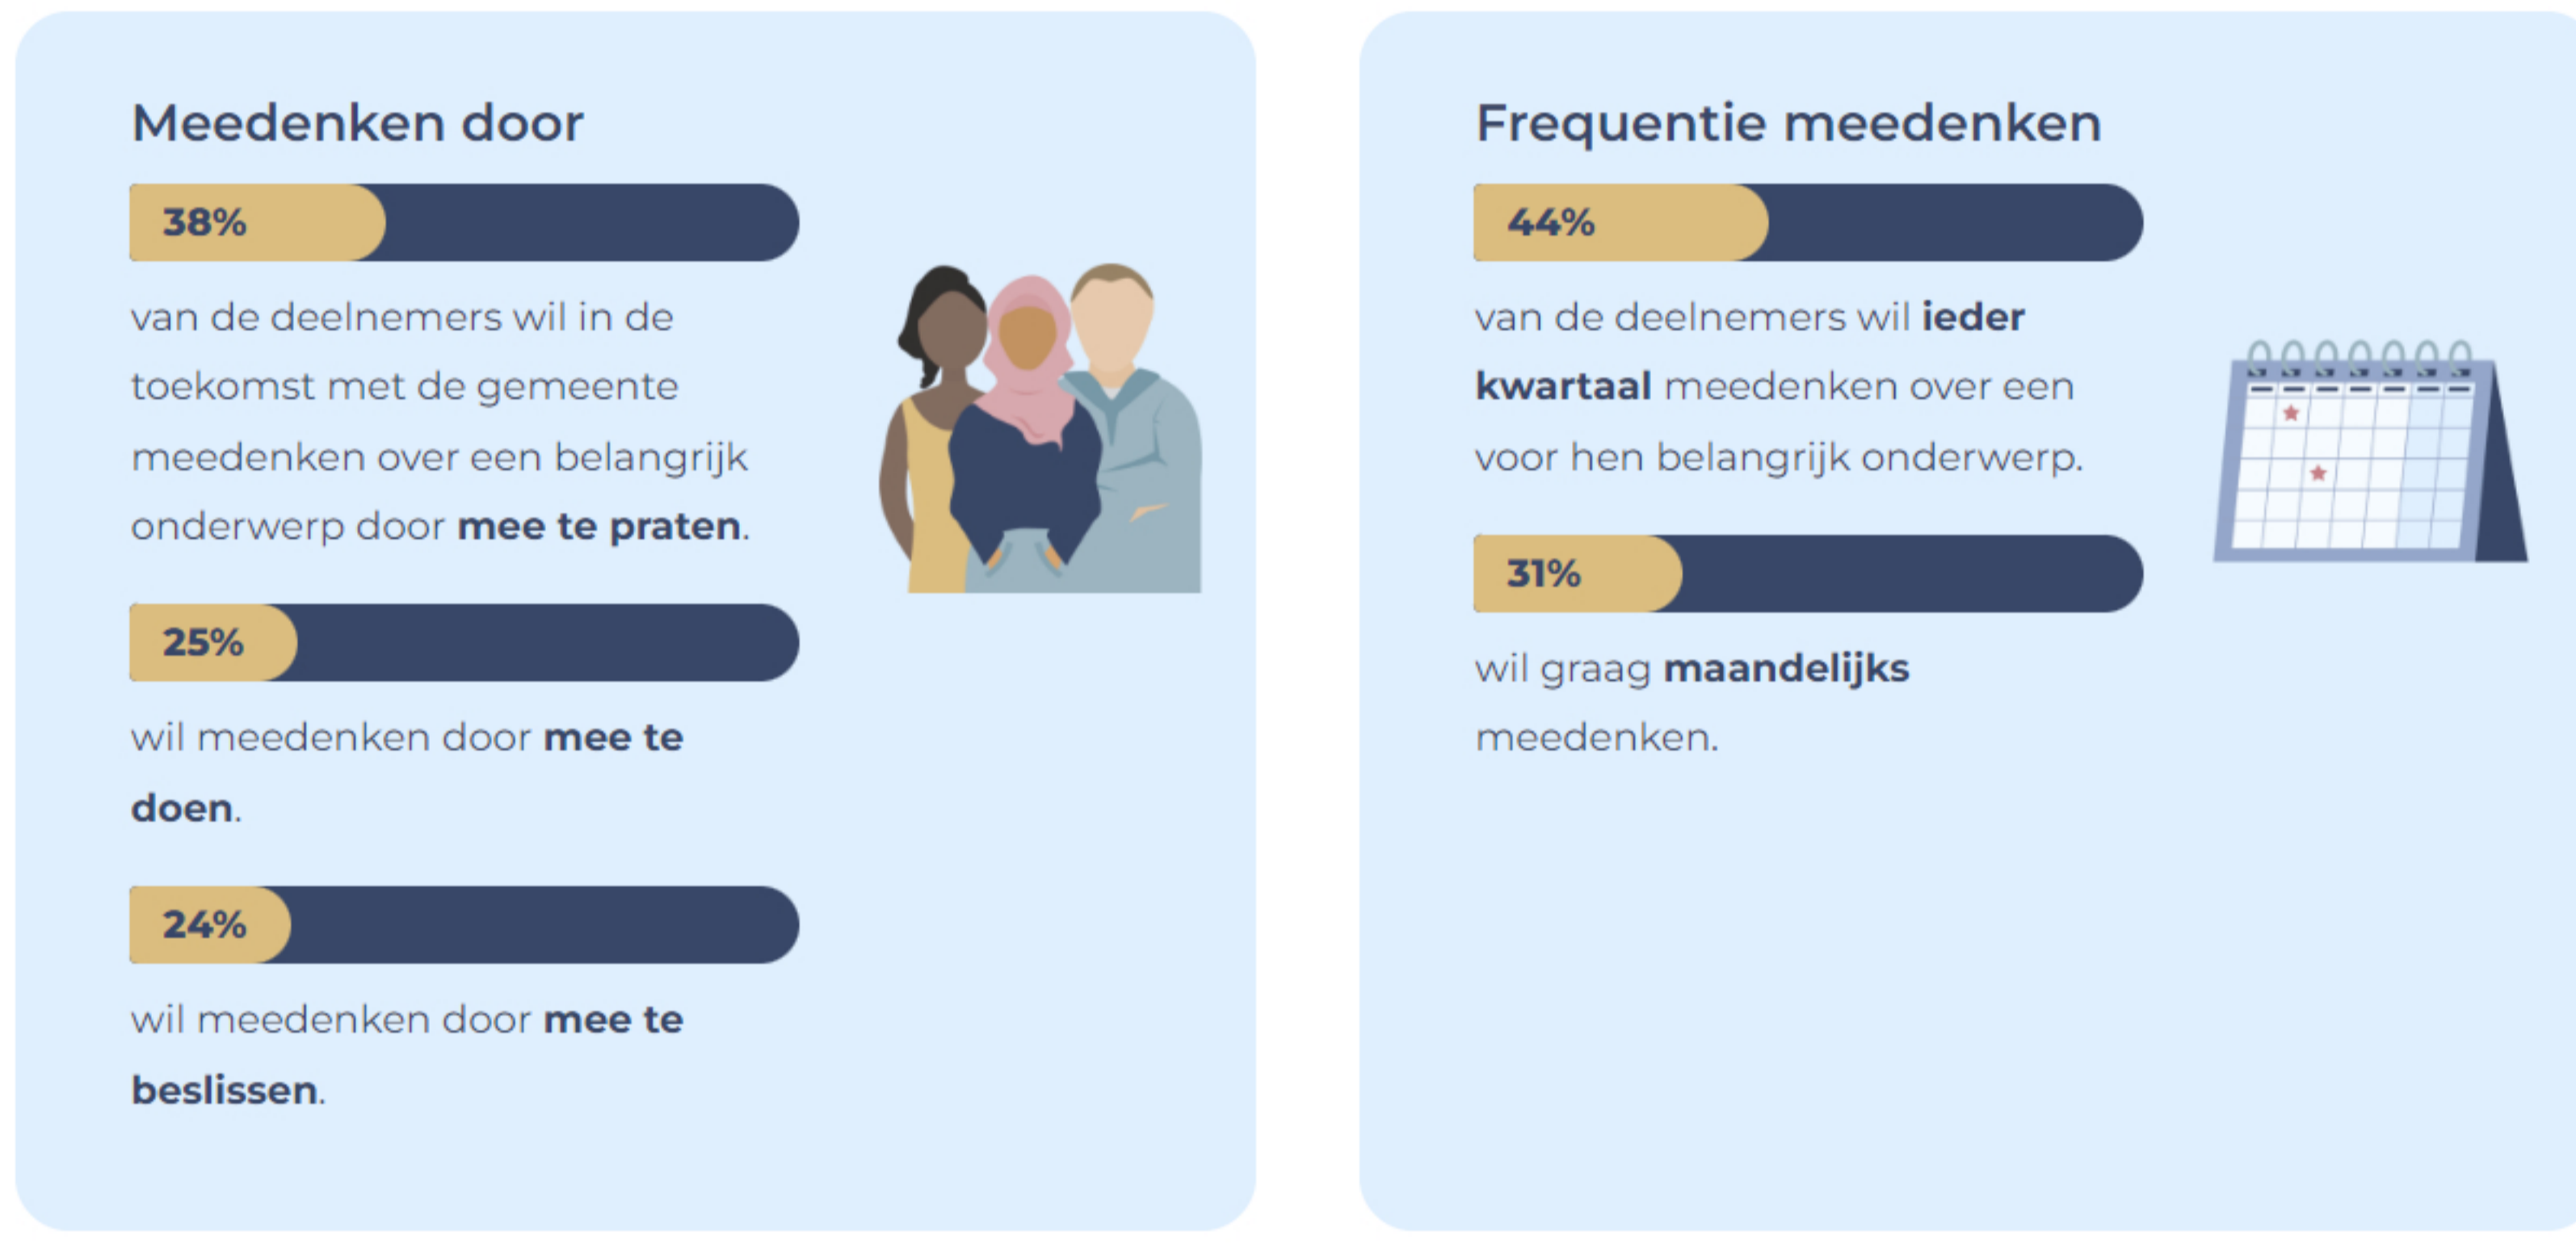 Meedenken door
38%
van de deelnemers wil in de
toekomst met de gemeente
meedenken over een belangrijk
onderwerp door mee te praten.
25%
wil meedenken door mee te
doen.
24%
wil meedenken door mee te
beslissen.
Frequentie meedenken
44%
van de deelnemers wil ieder
kwartaal meedenken over een
voor hen belangrijk onderwerp.
31%
wil graag maandelijks
meedenken.